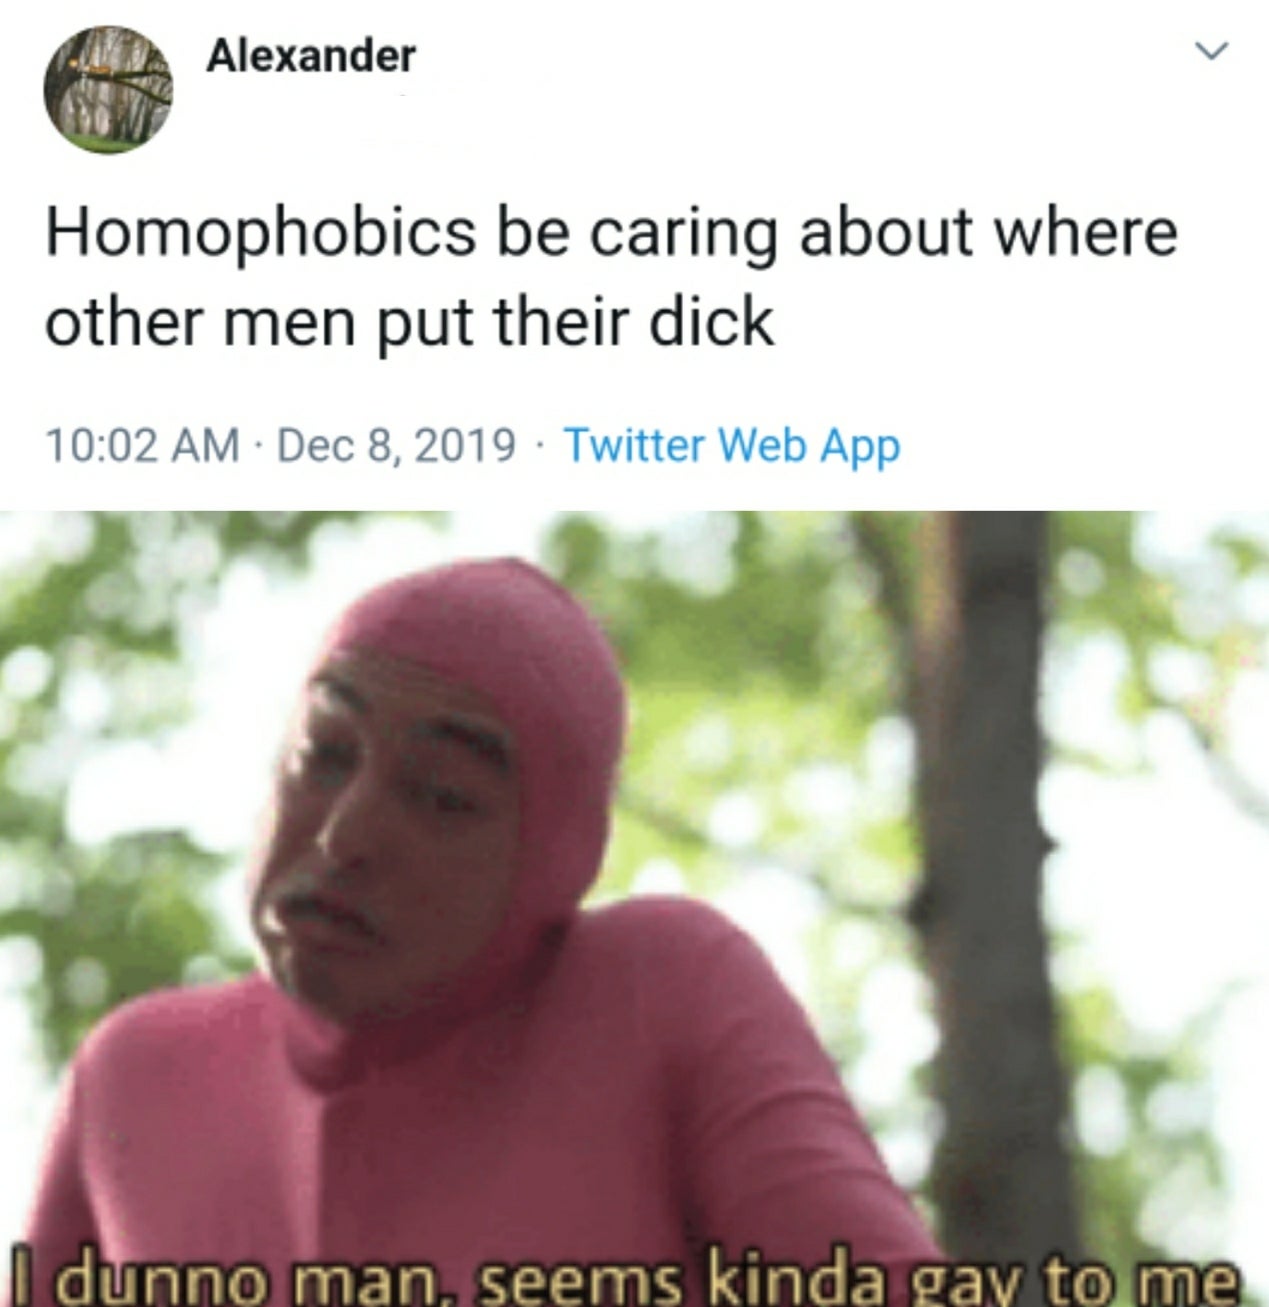 Alexander
Homophobics be caring about where
other men put their dick
10:02 AM · Dec 8, 2019 · Twitter Web App
I dunno man, seems kinda gay to me